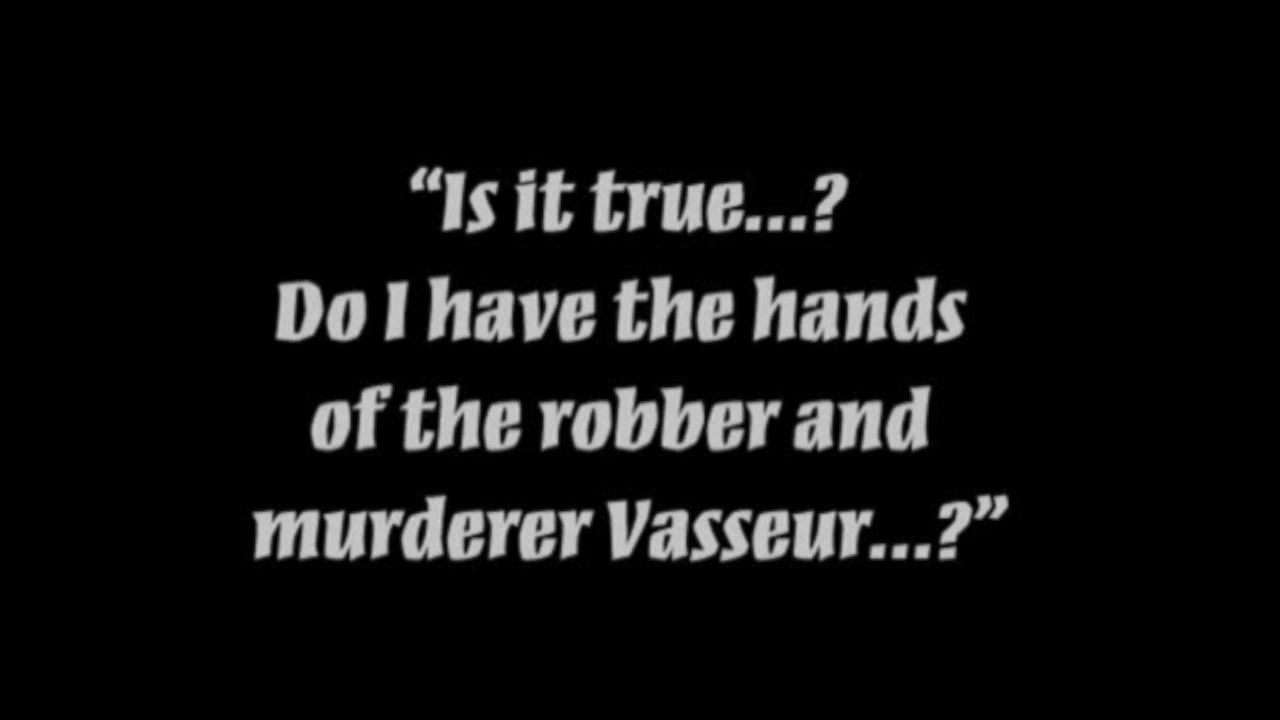 “Is it true...?
Do I have the hands
of the robber and
murderer Vasseur...?”